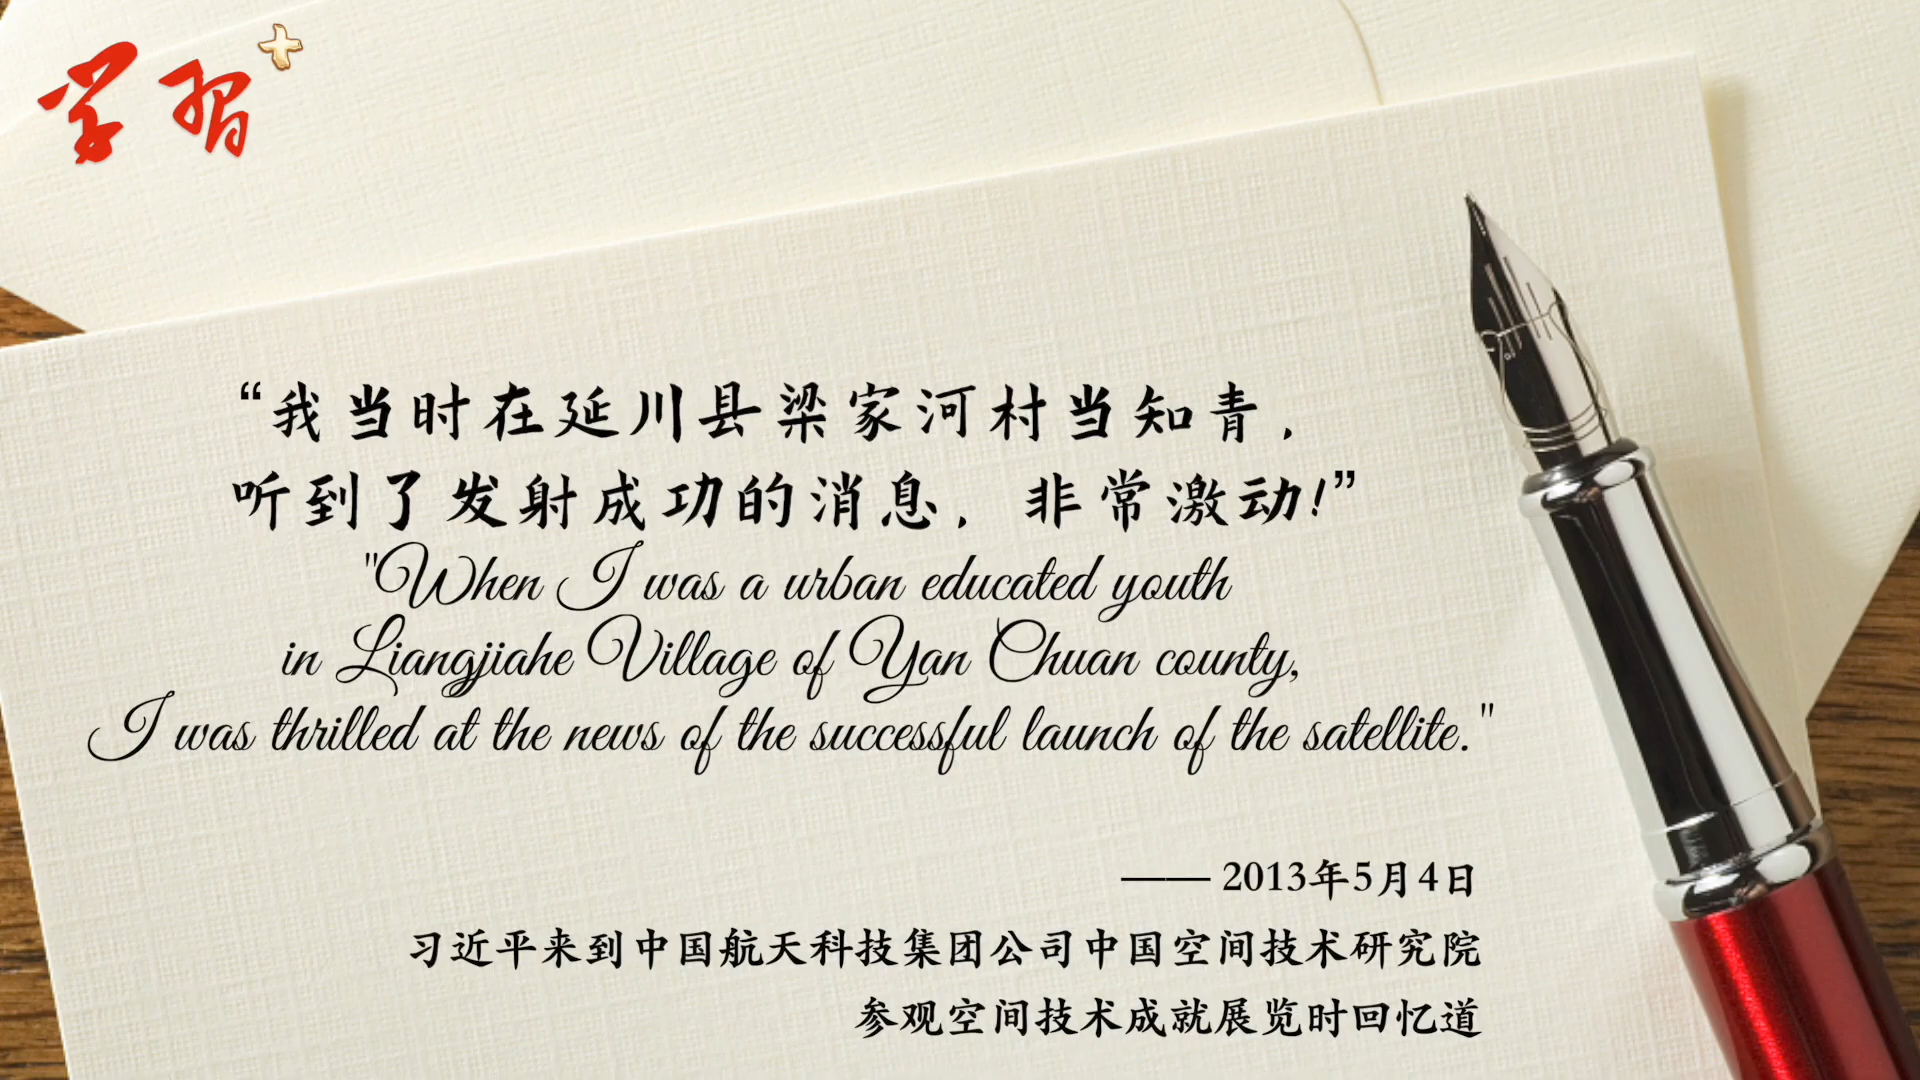 学习+
“我当时在延川县梁家河村当知青，
听到了发射成功的消息，非常激动!”
"When I was a urban educated youth
in Liangjiahe Village of Yan Chuan county,
I was thrilled at the news of the successful launch of the satellite."
—— 2013年5月4日
习近平来到中国航天科技集团公司中国空间技术研究院
参观空间技术成就展览时回忆道